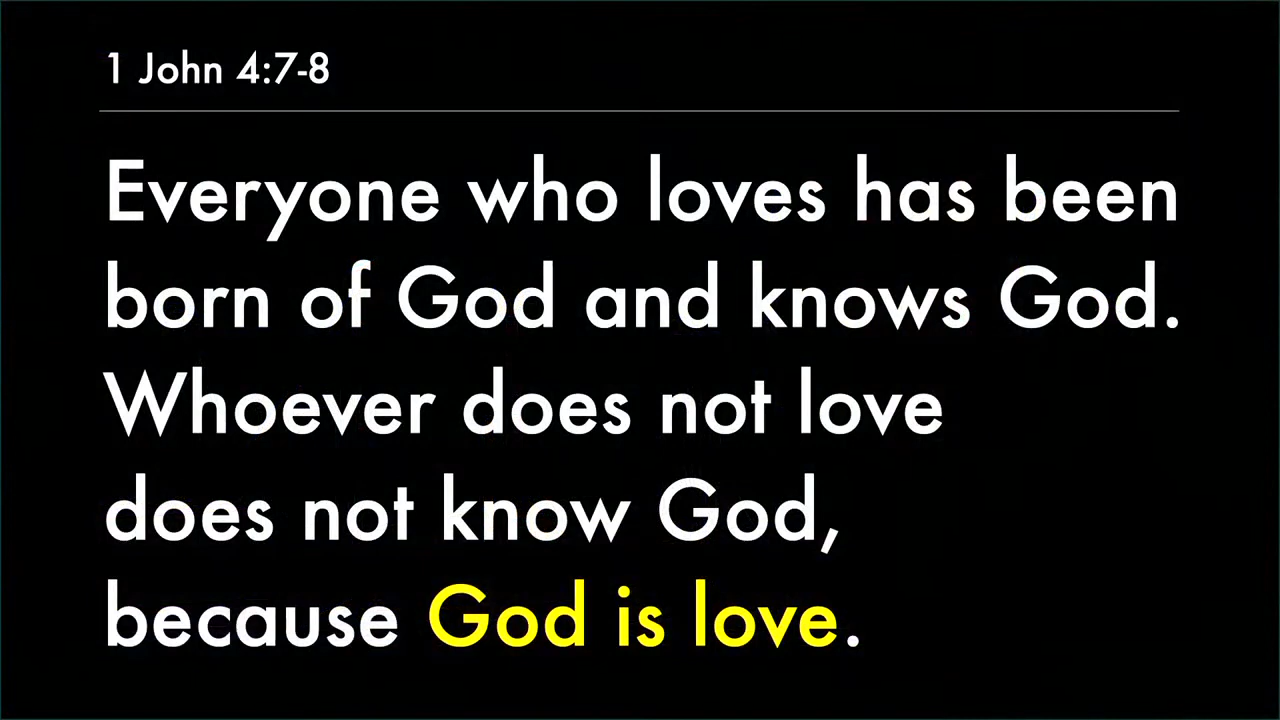 1 John 4:7-8
Everyone who loves has been
born of God and knows God.
Whoever does not love
does not know God,
because God is love.